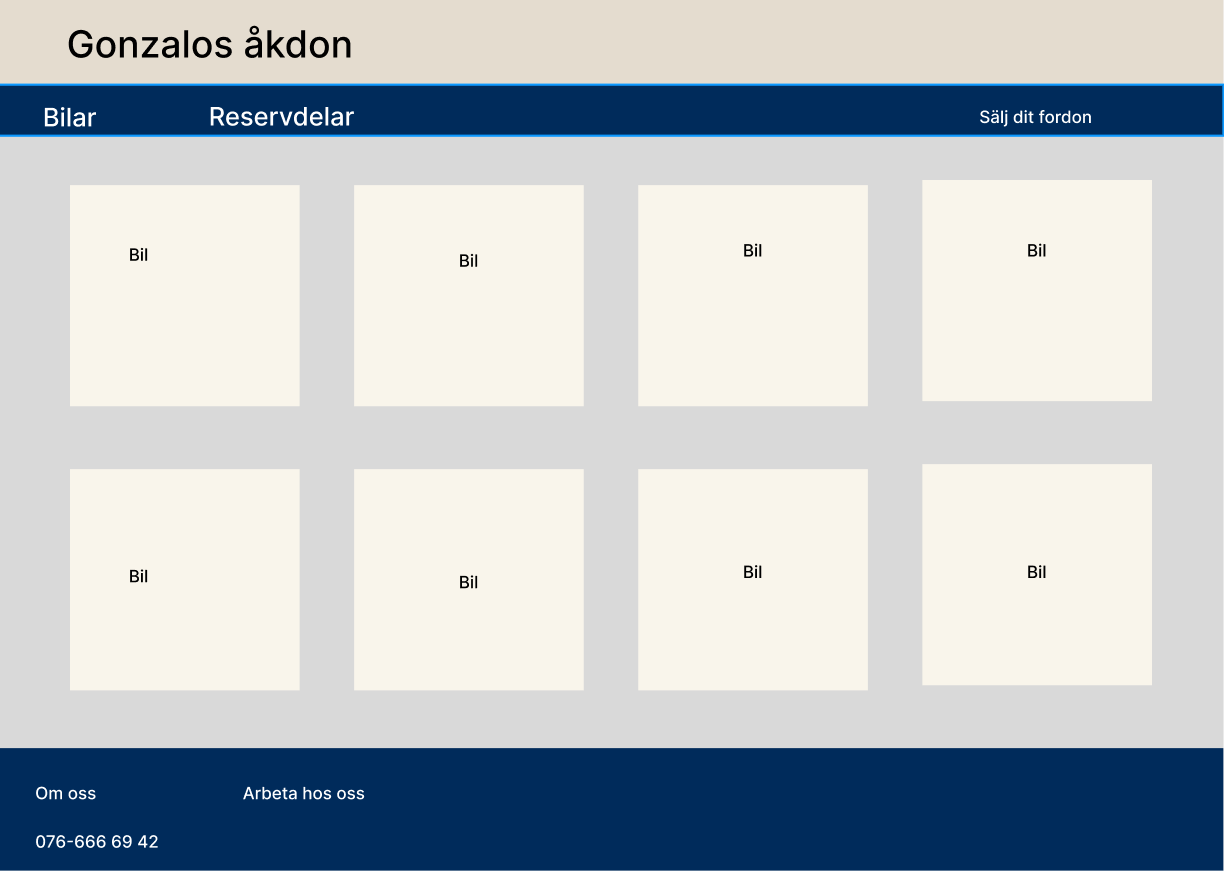 Gonzalos åkdon
Bilar Reservdelar Sälj dit fordon
Bil Bil Bil Bil
Bil Bil Bil Bil
Om oss Arbeta hos oss
076-666 69 42